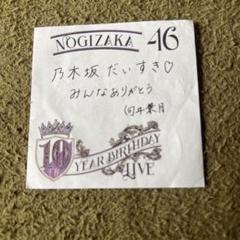 NOGIZAKA 46
乃木坂 だいすき♡
みんなありがとう
向井葉月
10
YEAR BIRTHDAY
LIVE